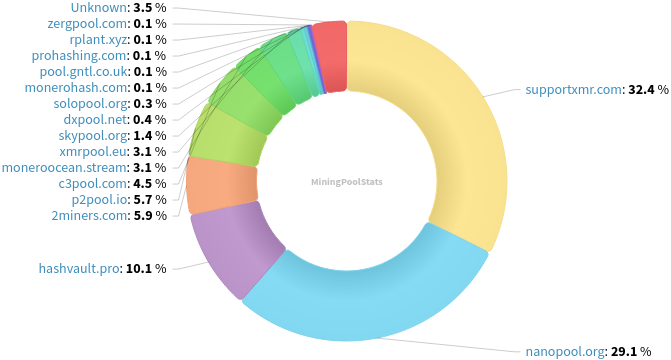 Unknown: 3.5 %
zergpool.com: 0.1 %
rplant.xyz: 0.1 %
prohashing.com: 0.1 %
pool.gntl.co.uk: 0.1 %
monerohash.com: 0.1 %
solopool.org: 0.3 %
dxpool.net: 0.4 %
skypool.org: 1.4 %
xmrpool.eu: 3.1 %
moneroocean.stream: 3.1 %
c3pool.com: 4.5 %
p2pool.io: 5.7 %
2miners.com: 5.9 %
hashvault.pro: 10.1 %
supportxmr.com: 32.4 %
MiningPoolStats
nanopool.org: 29.1 %